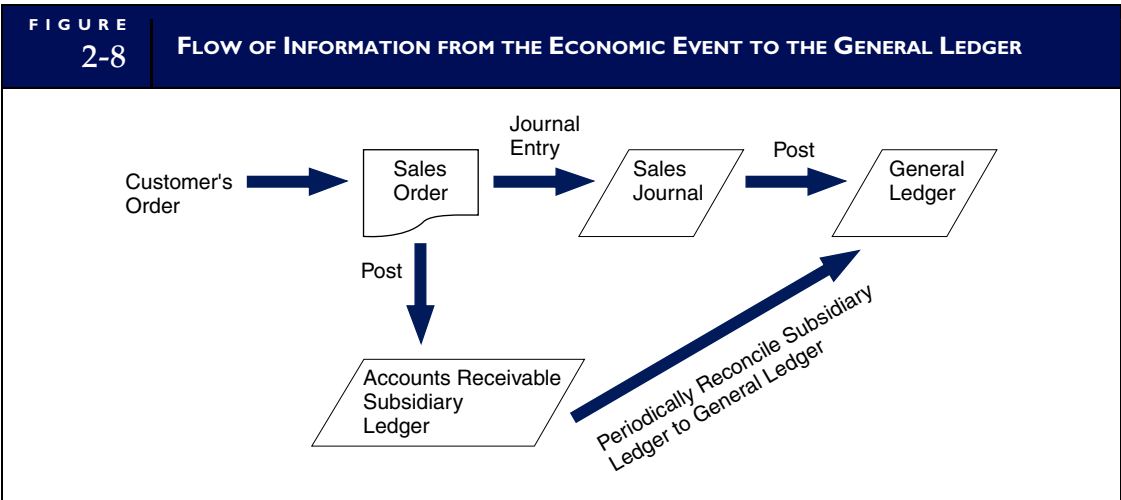 FIGURE
2-8
FLOW OF INFORMATION FROM THE ECONOMIC EVENT TO THE GENERAL LEDGER
Customer's
Order
Sales
Order
Journal
Entry
Sales
Journal
Post
General
Ledger
Post
Accounts Receivable
Subsidiary
Ledger
Periodically Reconcile Subsidiary
Ledger to General Ledger